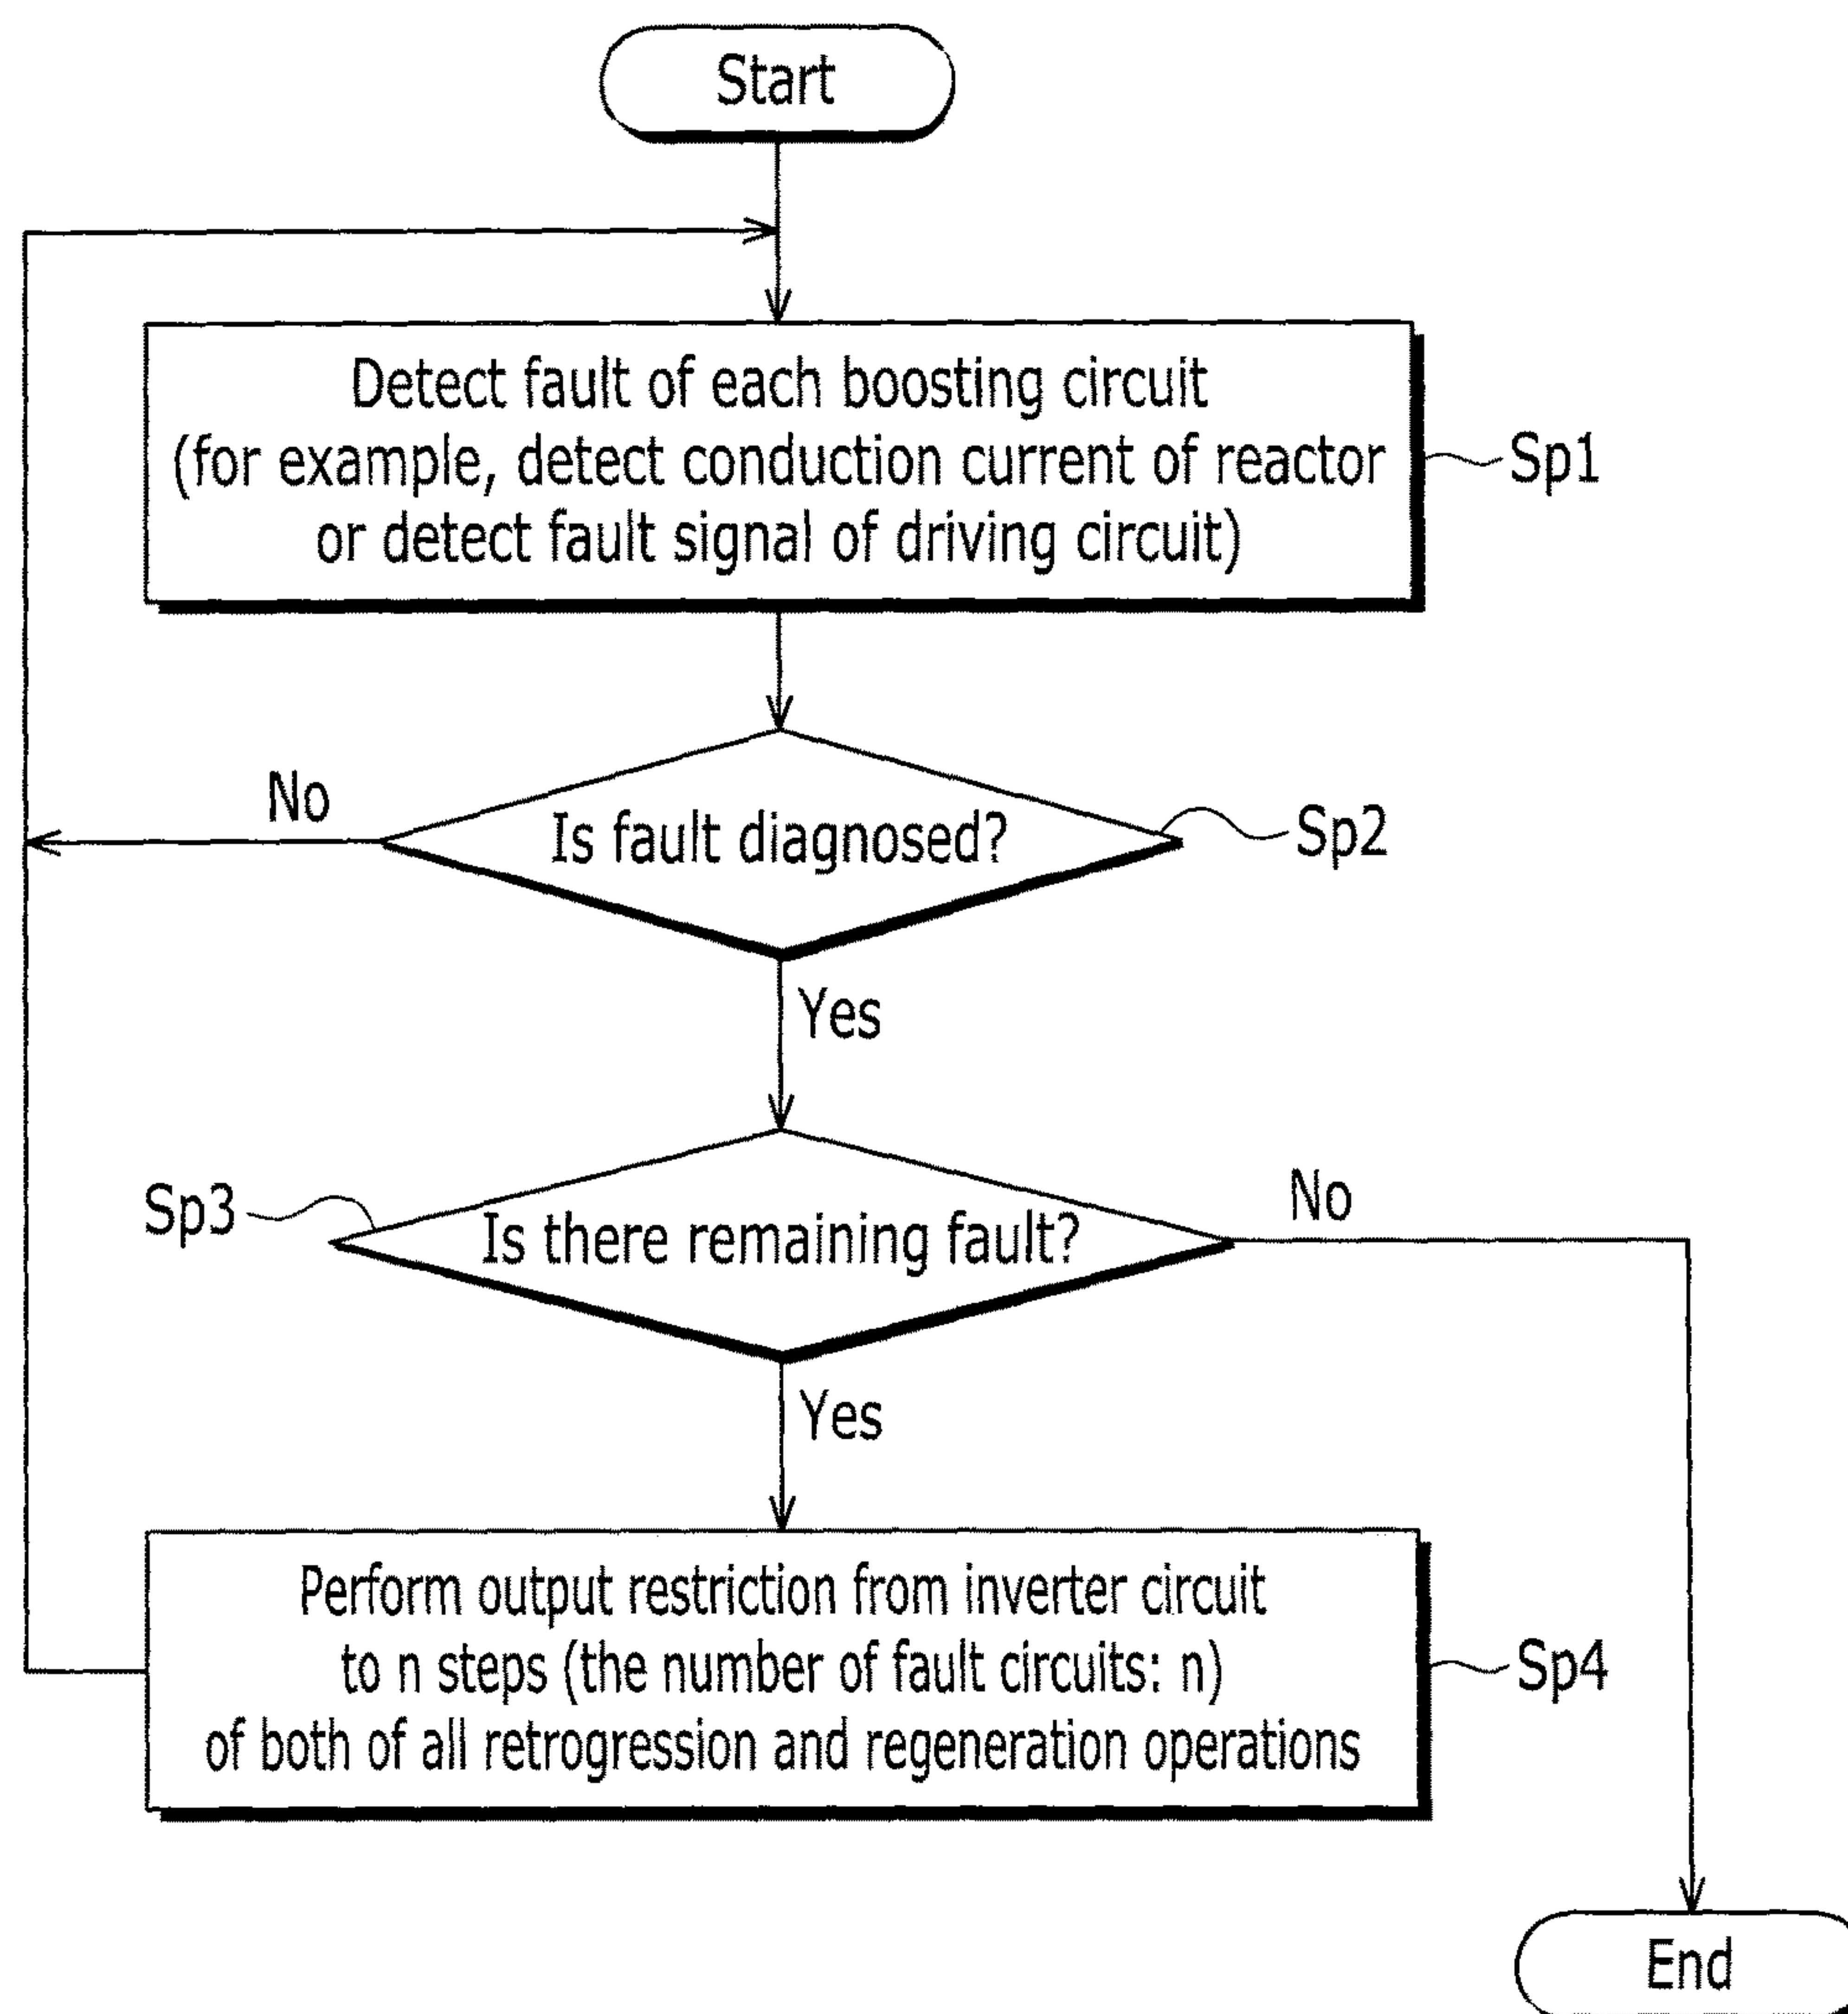 Start
Detect fault of each boosting circuit
(for example, detect conduction current of reactor
or detect fault signal of driving circuit)
Sp1
No
Is fault diagnosed?
Sp2
Yes
Sp3
Is there remaining fault?
No
Yes
Perform output restriction from inverter circuit
to n steps (the number of fault circuits: n)
of both of all retrogression and regeneration operations
Sp4
End